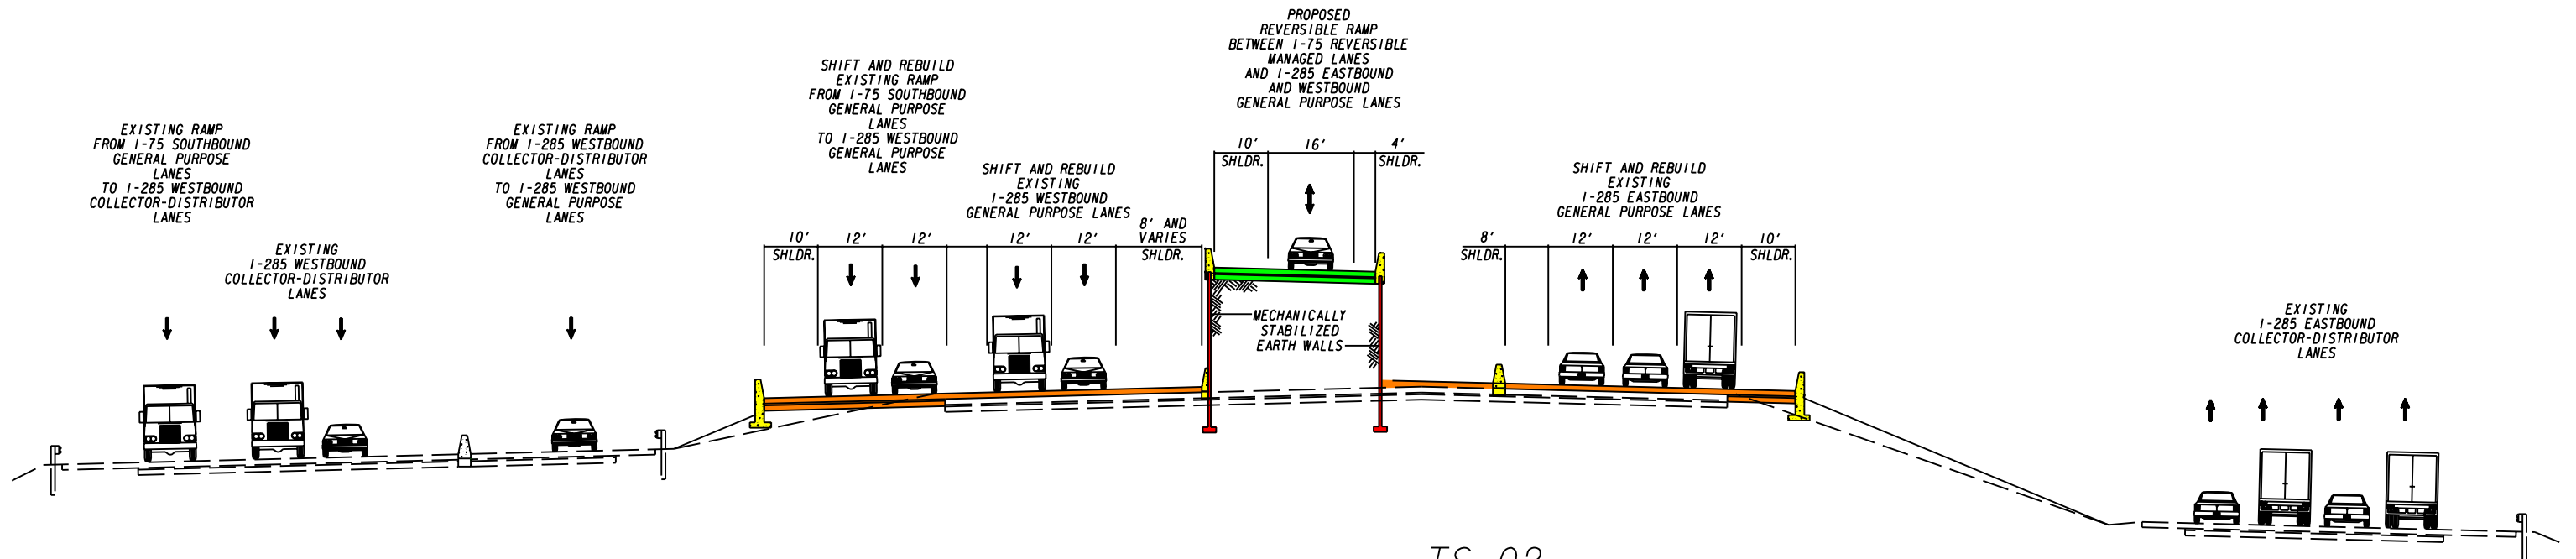 EXISTING RAMP
FROM I-75 SOUTHBOUND
GENERAL PURPOSE
LANES
TO I-285 WESTBOUND
COLLECTOR-DISTRIBUTOR
LANES
EXISTING
I-285 WESTBOUND
COLLECTOR-DISTRIBUTOR
LANES
EXISTING RAMP
FROM I-285 WESTBOUND
COLLECTOR-DISTRIBUTOR
LANES
TO I-285 WESTBOUND
GENERAL PURPOSE
LANES
SHIFT AND REBUILD
EXISTING RAMP
FROM I-75 SOUTHBOUND
GENERAL PURPOSE
LANES
TO I-285 WESTBOUND
GENERAL PURPOSE
LANES
SHIFT AND REBUILD
EXISTING
I-285 WESTBOUND
GENERAL PURPOSE LANES
10' 12' 12' 12' 12' 8' AND
VARIES
SHLDR. SHLDR.
PROPOSED
REVERSIBLE RAMP
BETWEEN I-75 REVERSIBLE
MANAGED LANES
AND I-285 EASTBOUND
AND WESTBOUND
GENERAL PURPOSE LANES
10' 16' 4'
SHLDR. SHLDR.
MECHANICALLY
STABILIZED
EARTH WALLS
SHIFT AND REBUILD
EXISTING
I-285 EASTBOUND
GENERAL PURPOSE LANES
8' 12' 12' 12' 10'
SHLDR. SHLDR.
EXISTING
I-285 EASTBOUND
COLLECTOR-DISTRIBUTOR
LANES